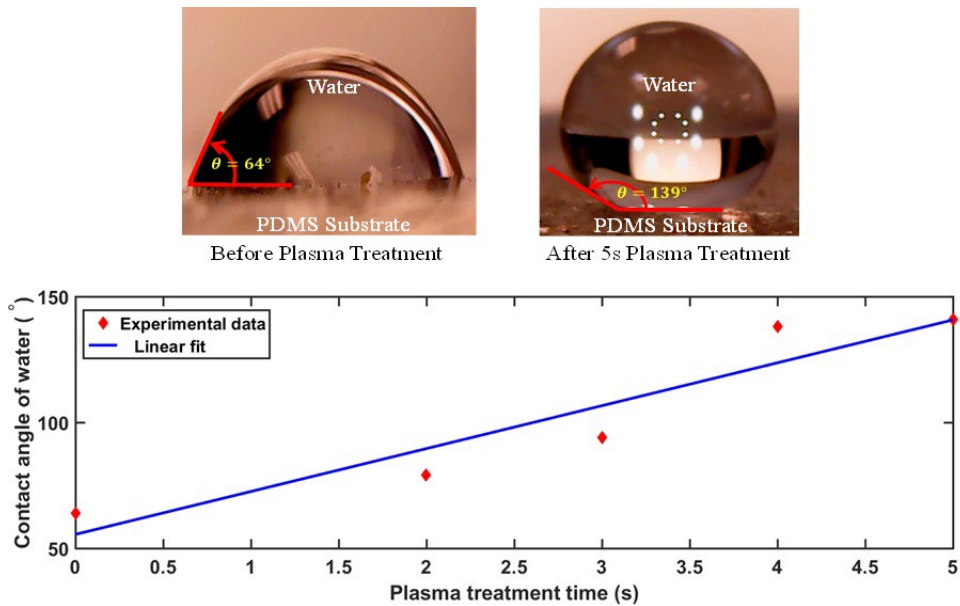 Water
θ = 64°
PDMS Substrate
Before Plasma Treatment
Water
θ = 139°
PDMS Substrate
After 5s Plasma Treatment
Contact angle of water (°)
150
100
50
Experimental data
Linear fit
0 0.5 1 1.5 2 2.5 3 3.5 4 4.5 5
Plasma treatment time (s)